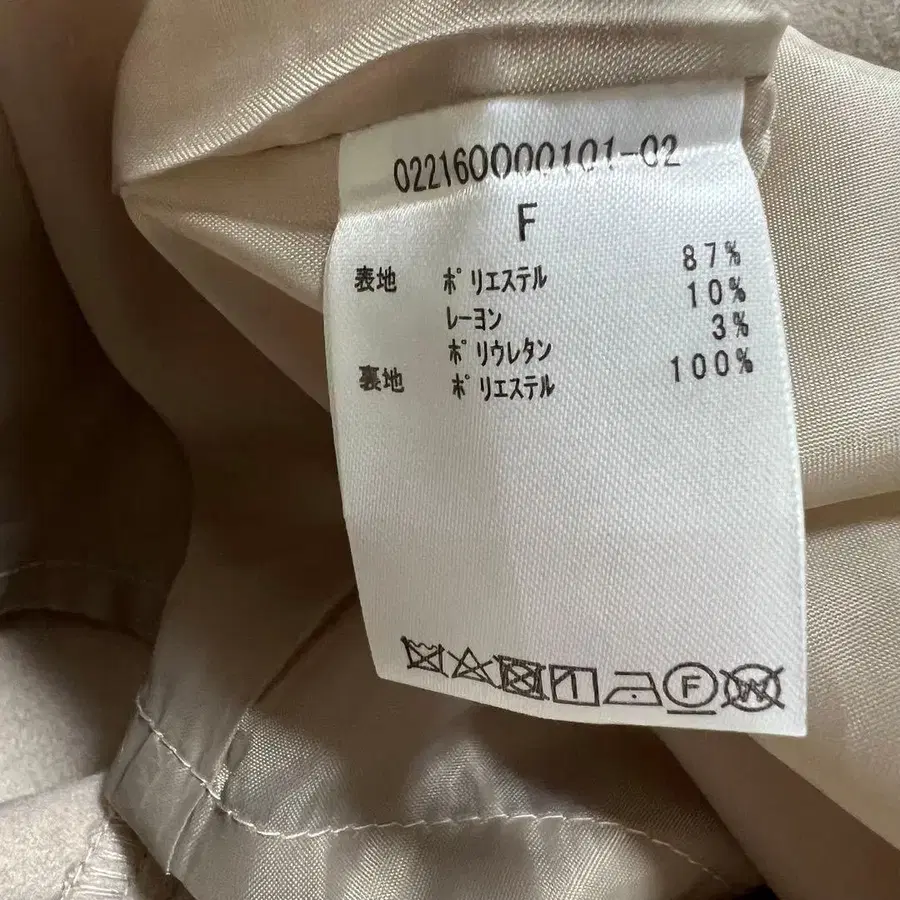 022160000101-02
F
表地 ポリエステル 87%
レーヨン 10%
ポリウレタン 3%
裏地 ポリエステル 100%
F
W